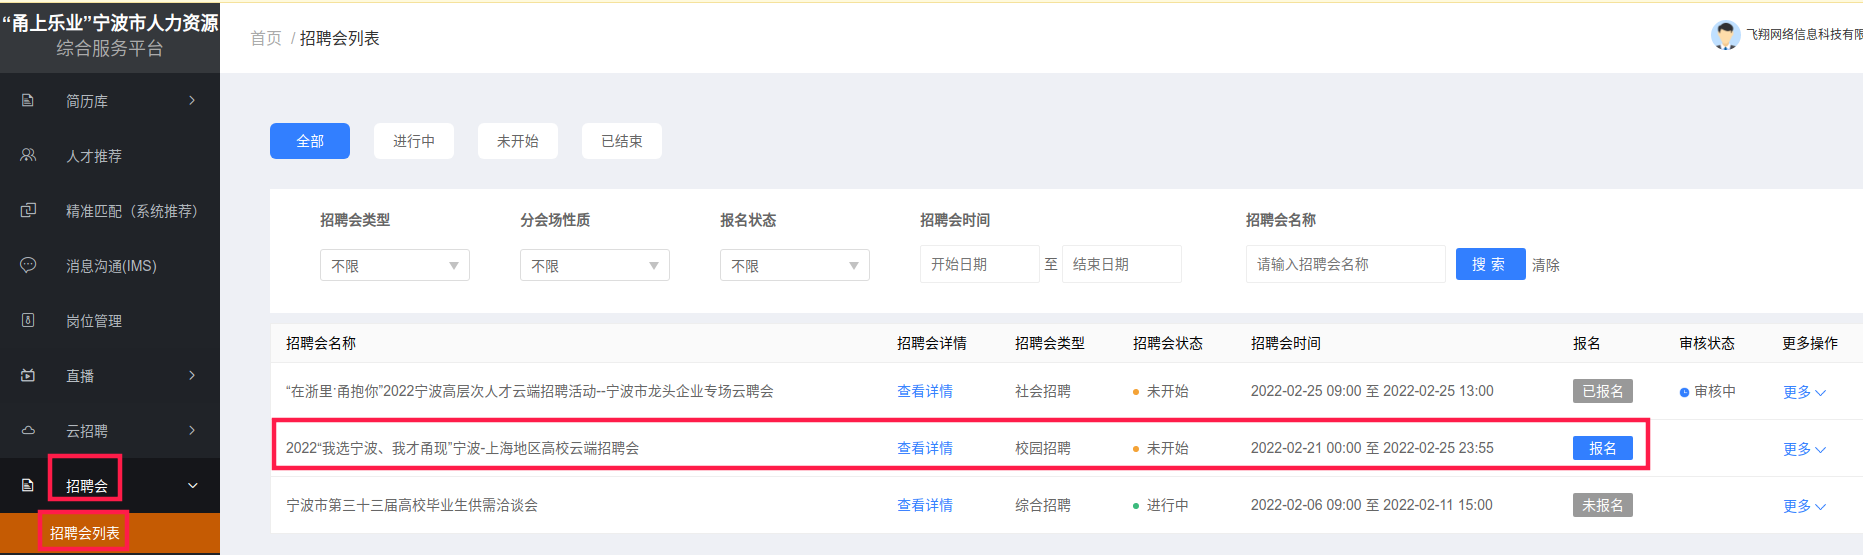 “甬上乐业”宁波市人力资源
综合服务平台
首页 / 招聘会列表
飞翔网络信息科技有限
简历库
人才推荐
精准匹配（系统推荐）
消息沟通(IMS)
岗位管理
直播
云招聘
招聘会
招聘会列表
全部 进行中 未开始 已结束
招聘会类型 分会场性质 报名状态 招聘会时间 招聘会名称
不限 不限 不限 开始日期 至 结束日期 请输入招聘会名称 搜索 清除
招聘会名称 招聘会详情 招聘会类型 招聘会状态 招聘会时间 报名 审核状态 更多操作
“在浙里·甬抱你”2022宁波高层次人才云端招聘活动--宁波市龙头企业专场云聘会 查看详情 社会招聘 未开始 2022-02-25 09:00 至 2022-02-25 13:00 已报名 审核中 更多
2022“我选宁波、我才甬现”宁波-上海地区高校云端招聘会 查看详情 校园招聘 未开始 2022-02-21 00:00 至 2022-02-25 23:55 报名 更多
宁波市第三十三届高校毕业生供需洽谈会 查看详情 综合招聘 进行中 2022-02-06 09:00 至 2022-02-11 15:00 未报名 更多